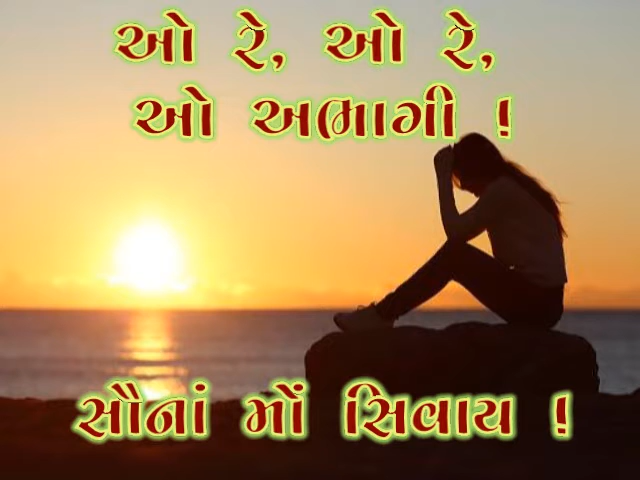 ઓ રે, ઓ રે,
ઓ અભાગી !
સૌનાં મોં સિવાય !